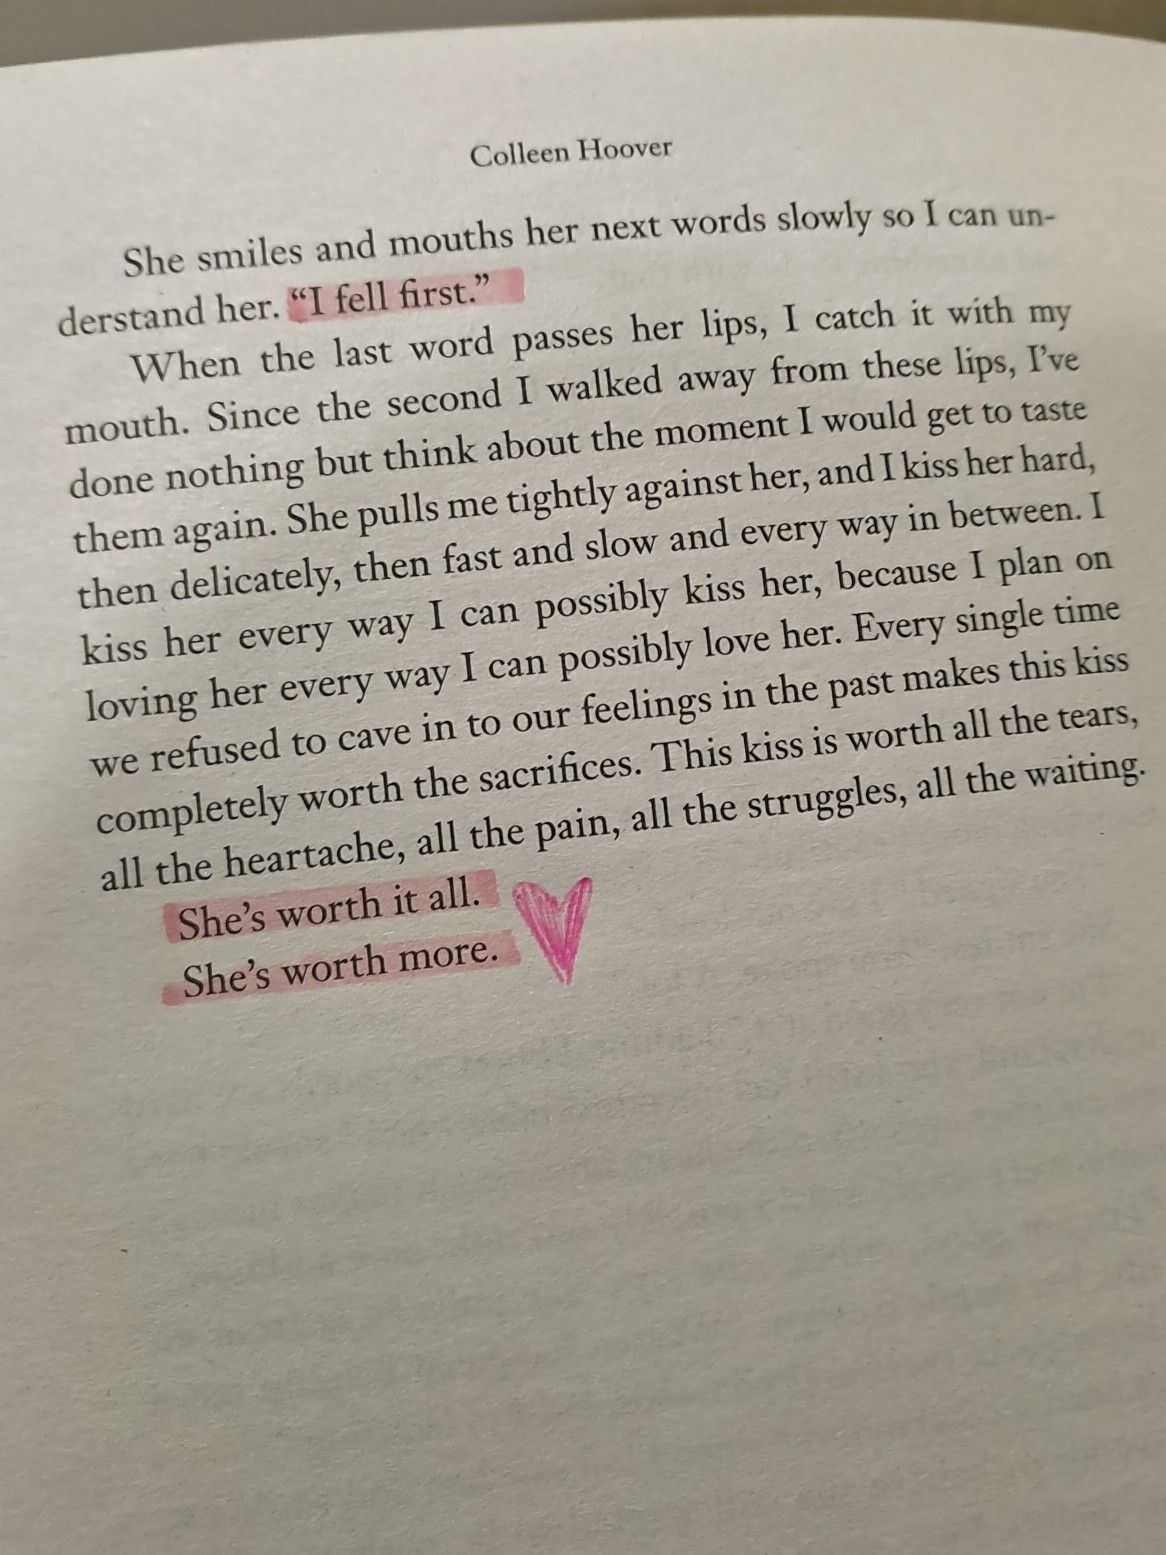 Colleen Hoover
She smiles and mouths her next words slowly so I can un-
derstand her. “I fell first.”
When the last word passes her lips, I catch it with my
mouth. Since the second I walked away from these lips, I’ve
done nothing but think about the moment I would get to taste
them again. She pulls me tightly against her, and I kiss her hard,
then delicately, then fast and slow and every way in between. I
kiss her every way I can possibly kiss her, because I plan on
loving her every way I can possibly love her. Every single time
we refused to cave in to our feelings in the past makes this kiss
completely worth the sacrifices. This kiss is worth all the tears,
all the heartache, all the pain, all the struggles, all the waiting.
She’s worth it all.
She’s worth more.